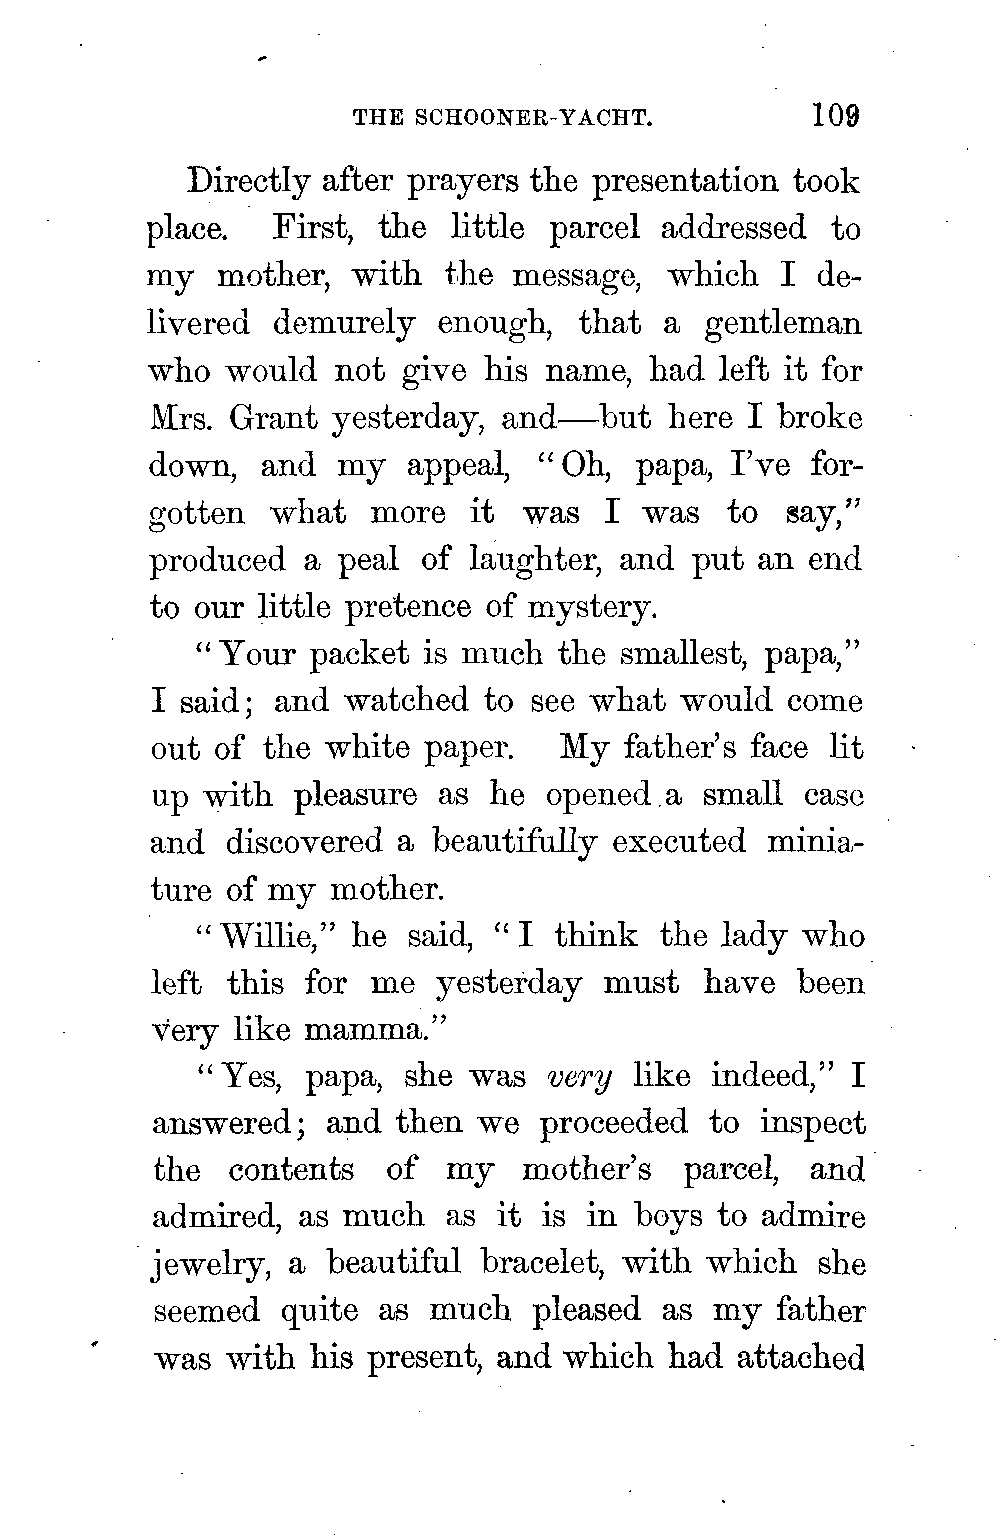 THE SCHOONER-YACHT. 109
Directly after prayers the presentation took
place. First, the little parcel addressed to
my mother, with the message, which I de-
livered demurely enough, that a gentleman
who would not give his name, had left it for
Mrs. Grant yesterday, and—but here I broke
down, and my appeal, “Oh, papa, I’ve for-
gotten what more it was I was to say,”
produced a peal of laughter, and put an end
to our little pretence of mystery.
“Your packet is much the smallest, papa,”
I said; and watched to see what would come
out of the white paper. My father’s face lit
up with pleasure as he opened a small case
and discovered a beautifully executed minia-
ture of my mother.
“Willie,” he said, “I think the lady who
left this for me yesterday must have been
very like mamma.”
“Yes, papa, she was very like indeed,” I
answered; and then we proceeded to inspect
the contents of my mother’s parcel, and
admired, as much as it is in boys to admire
jewelry, a beautiful bracelet, with which she
seemed quite as much pleased as my father
was with his present, and which had attached